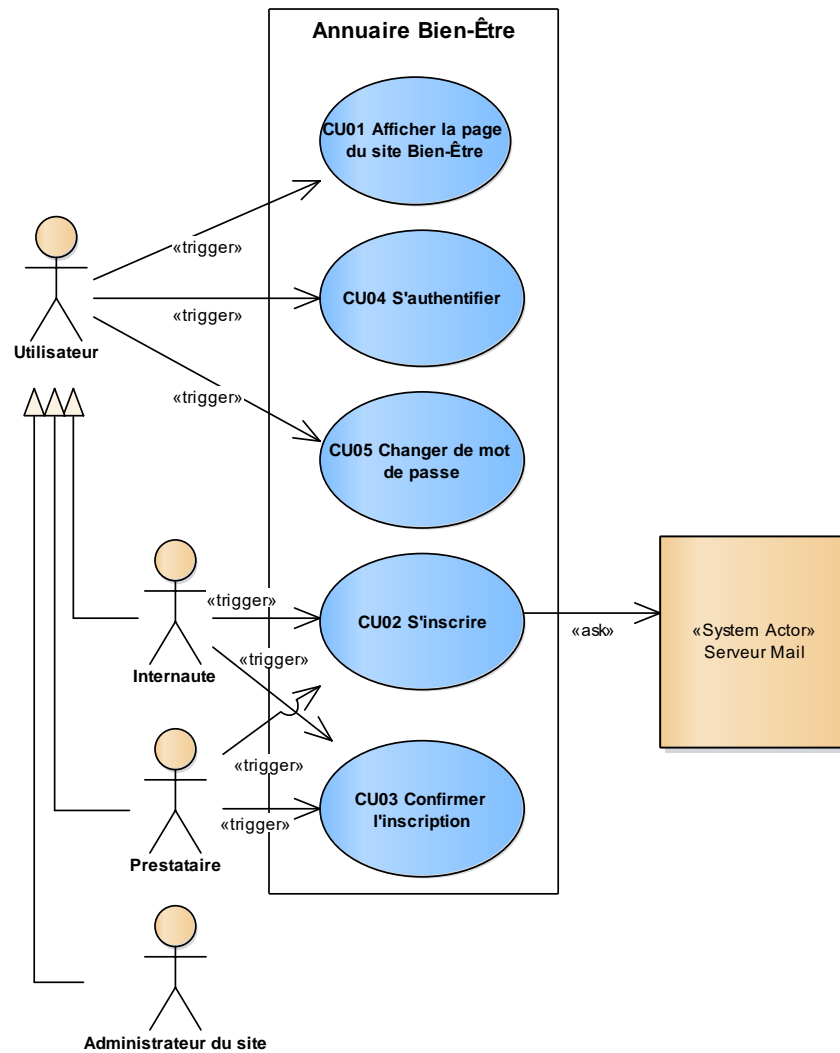 Annuaire Bien-Être
CU01 Afficher la page
du site Bien-Être
«trigger»
CU04 S'authentifier
«trigger»
Utilisateur
«trigger»
CU05 Changer de mot
de passe
«trigger»
CU02 S'inscrire
«ask»
«System Actor»
Serveur Mail
«trigger»
Internaute
«trigger»
CU03 Confirmer
l'inscription
«trigger»
Prestataire
Administrateur du site